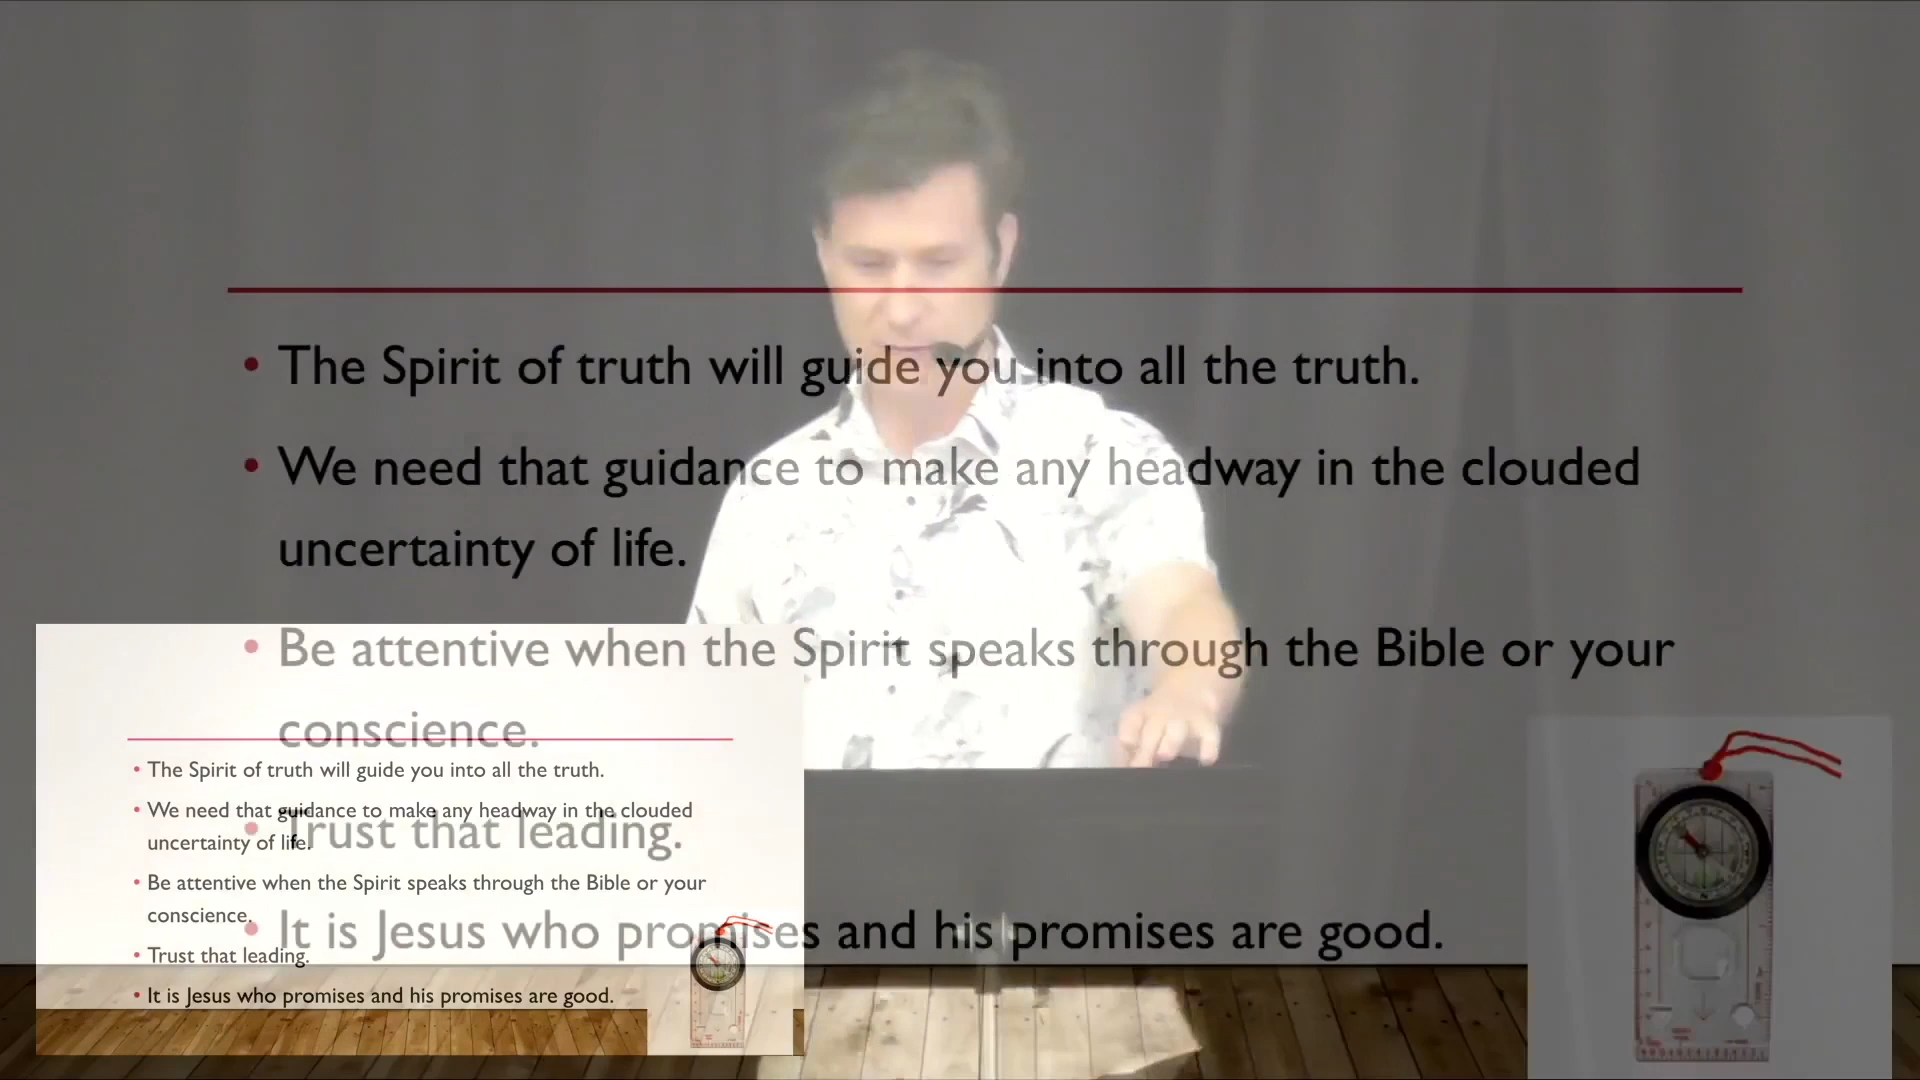 • The Spirit of truth will guide you into all the truth.
• We need that guidance to make any headway in the clouded
uncertainty of life.
• Be attentive when the Spirit speaks through the Bible or your
conscience.
• Trust that leading.
• It is Jesus who promises and his promises are good.
• The Spirit of truth will guide you into all the truth.
• We need that guidance to make any headway in the clouded
uncertainty of life.
• Be attentive when the Spirit speaks through the Bible or your
conscience.
• Trust that leading.
• It is Jesus who promises and his promises are good.